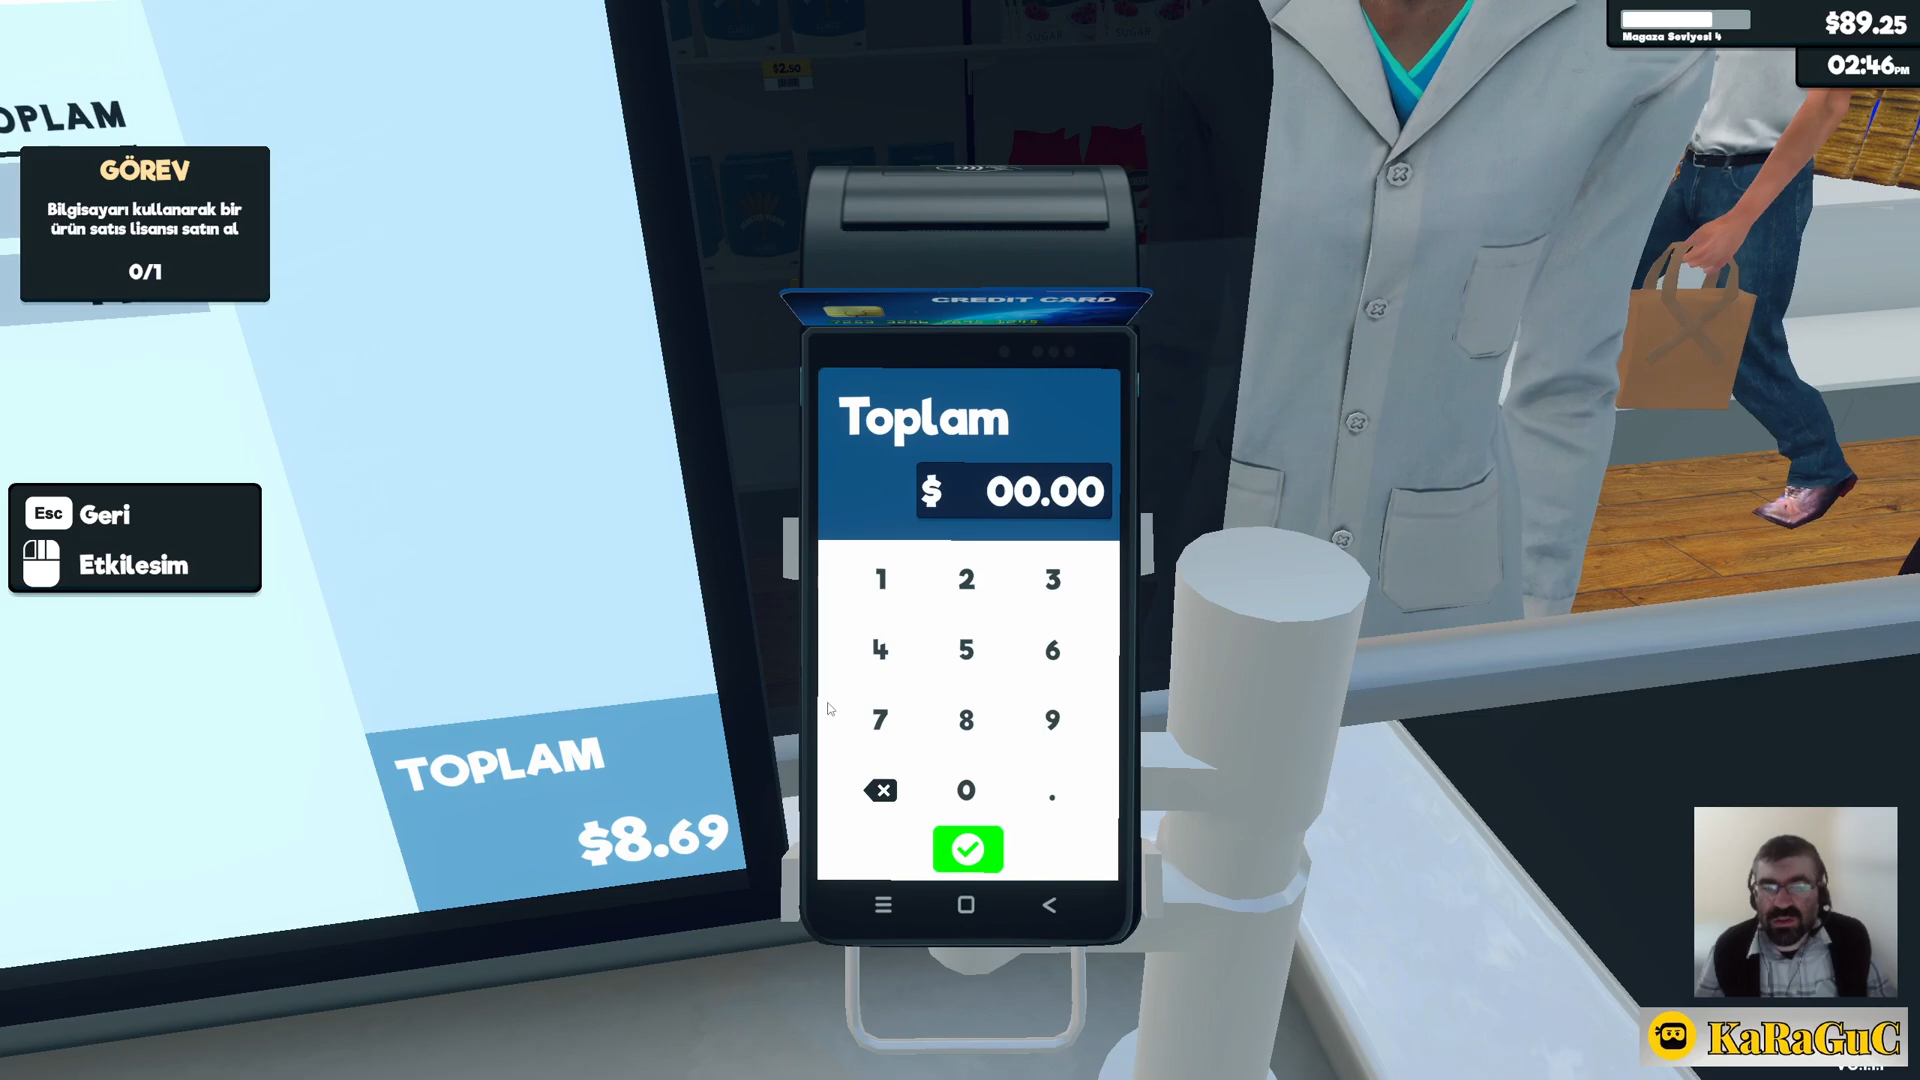 $89.25
Magaza Seviyesi 4
02:46PM
$2.50
SUGAR
SUGAR
OPLAM
GÖREV
Bilgisayarı kullanarak bir
ürün satıs lisansı satın al
0/1
CREDIT CARD
Toplam
$ 00.00
Esc Geri
Etkilesim
1 2 3
4 5 6
7 8 9
0 .
TOPLAM
$8.69
KaRaGuC